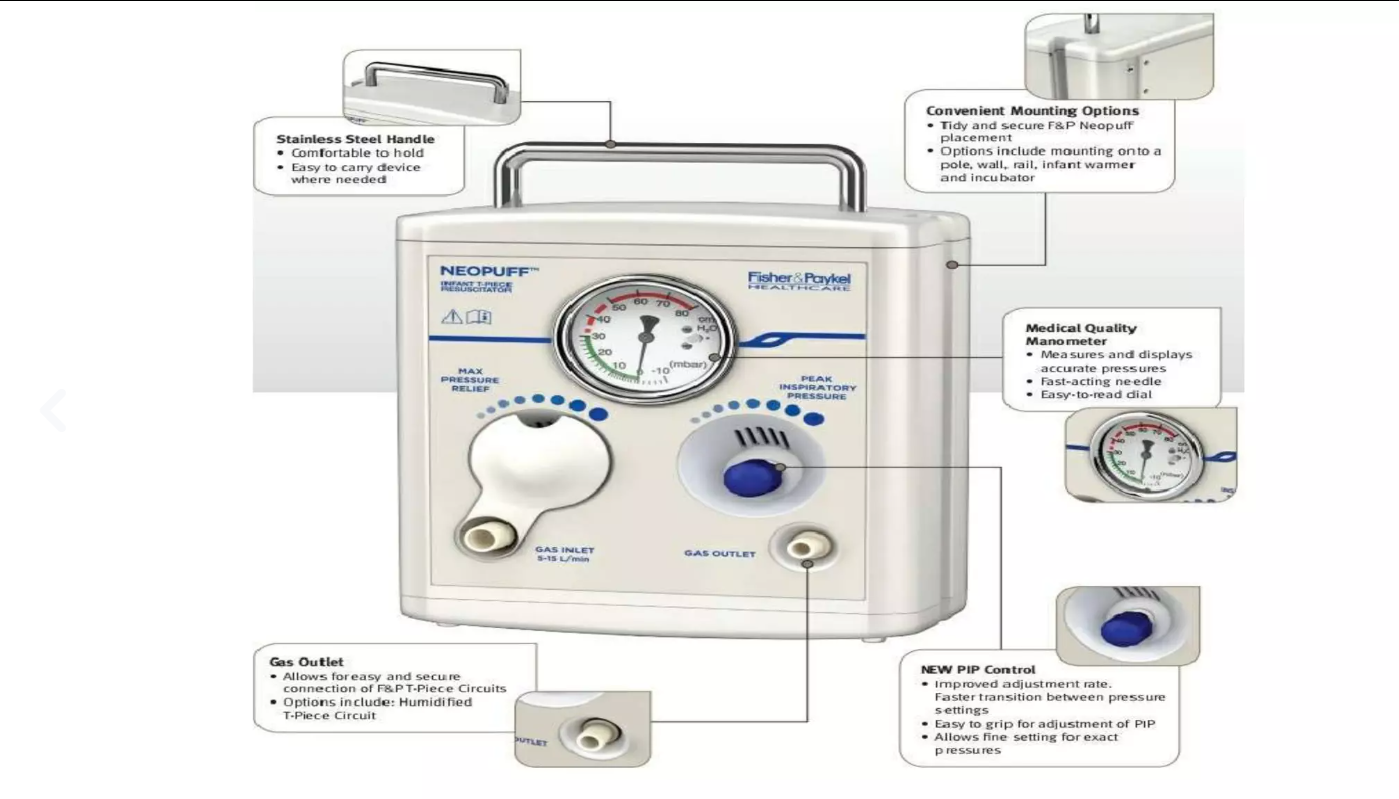 Stainless Steel Handle
• Comfortable to hold
• Easy to carry device
where needed
Convenient Mounting Options
• Tidy and secure F&P Neopuff
placement
• Options include mounting onto a
pole, wall, rail, infant warmer
and incubator
NEOPUFF™
INFANT T-PIECE
RESUSCITATOR
Fisher&Paykel
HEALTHCARE
80
70
60
50
40
30
20
10
0
-10
cm
H₂O
(mbar)
MAX
PRESSURE
RELIEF
PEAK
INSPIRATORY
PRESSURE
GAS INLET
5-15 L/min
GAS OUTLET
Medical Quality
Manometer
• Measures and displays
accurate pressures
• Fast-acting needle
• Easy-to-read dial
Gas Outlet
• Allows for easy and secure
connection of F&P T-Piece Circuits
• Options include: Humidified
T-Piece Circuit
OUTLET
NEW PIP Control
• Improved adjustment rate.
Faster transition between pressure
settings
• Easy to grip for adjustment of PIP
• Allows fine setting for exact
pressures